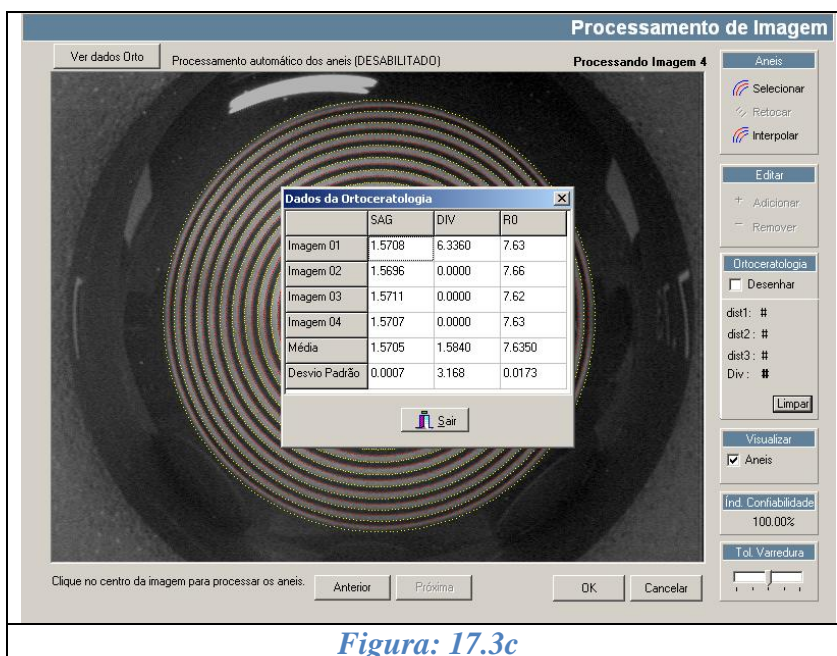 Processamento de Imagem
Ver dados Orto
Processamento automático dos aneis (DESABILITADO)
Processando Imagem 4
Aneis
Selecionar
Retocar
Interpolar
Editar
+ Adicionar
− Remover
Ortoceratologia
Desenhar
dist1: #
dist2: #
dist3: #
Div: #
Limpar
Visualizar
Aneis
Ind. Confiabilidade
100.00%
Tol. Varredura
Dados da Ortoceratologia
SAG DIV R0
Imagem 01 1.5708 6.3360 7.63
Imagem 02 1.5696 0.0000 7.66
Imagem 03 1.5711 0.0000 7.62
Imagem 04 1.5707 0.0000 7.63
Média 1.5705 1.5840 7.6350
Desvio Padrão 0.0007 3.168 0.0173
Sair
Clique no centro da imagem para processar os aneis.
Anterior
Próxima
OK
Cancelar
Figura: 17.3c